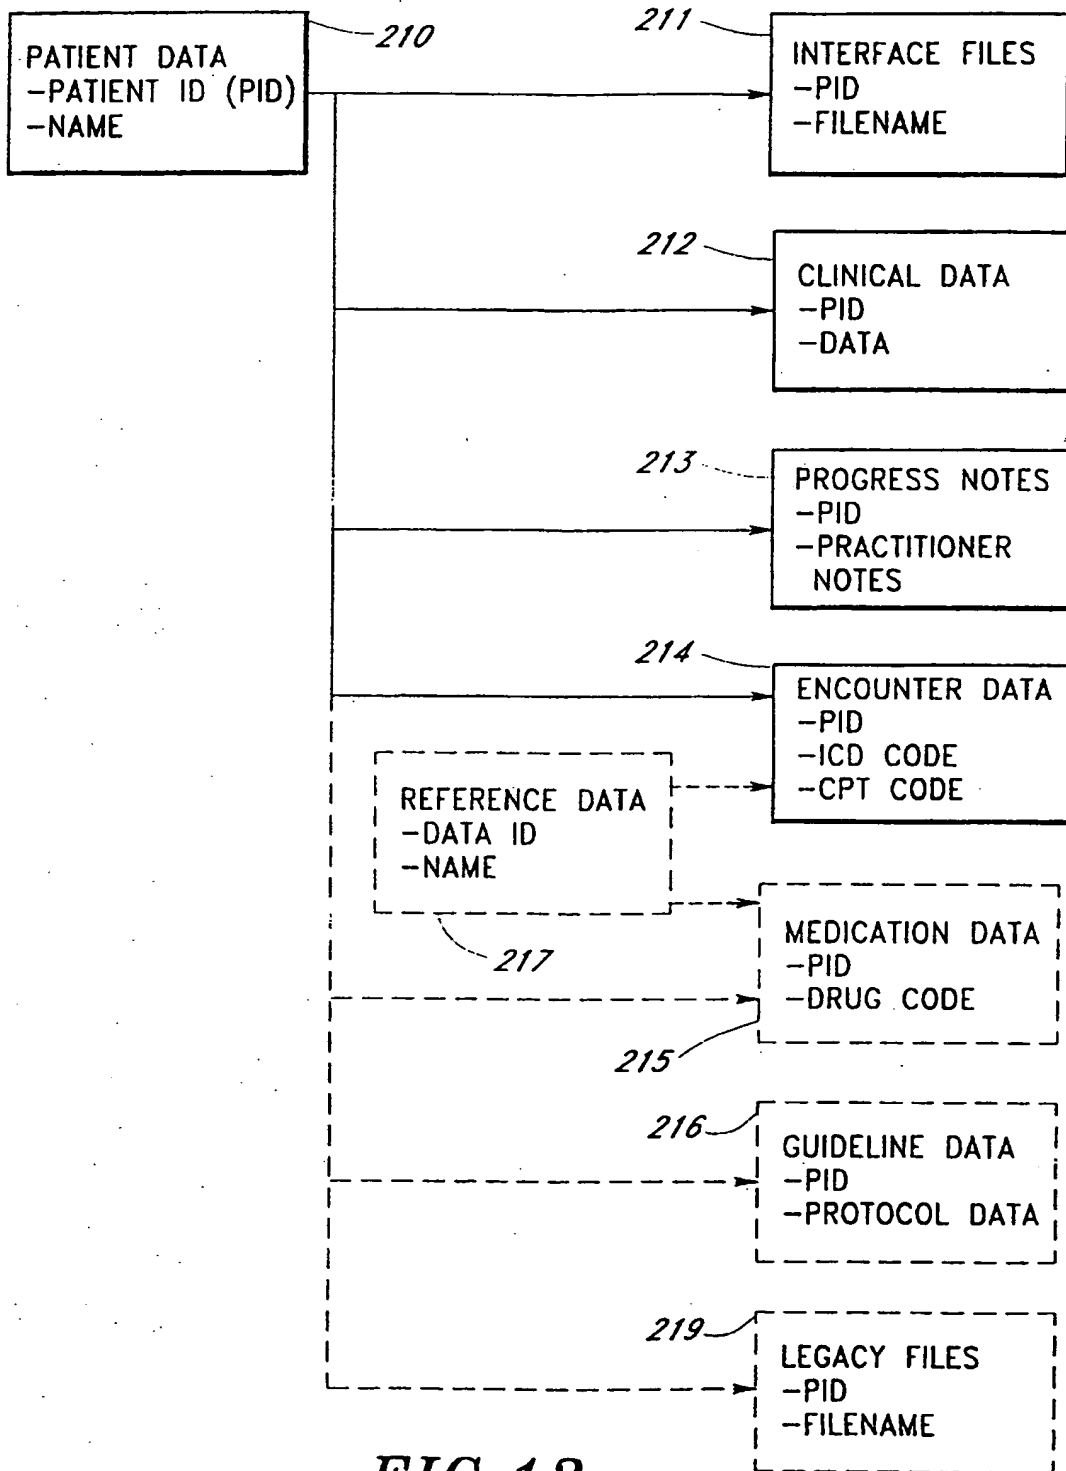 210
PATIENT DATA
-PATIENT ID (PID)
-NAME
211
INTERFACE FILES
-PID
-FILENAME
212
CLINICAL DATA
-PID
-DATA
213
PROGRESS NOTES
-PID
-PRACTITIONER
NOTES
214
ENCOUNTER DATA
-PID
-ICD CODE
-CPT CODE
REFERENCE DATA
-DATA ID
-NAME
217
MEDICATION DATA
-PID
-DRUG CODE
215
216
GUIDELINE DATA
-PID
-PROTOCOL DATA
219
LEGACY FILES
-PID
-FILENAME